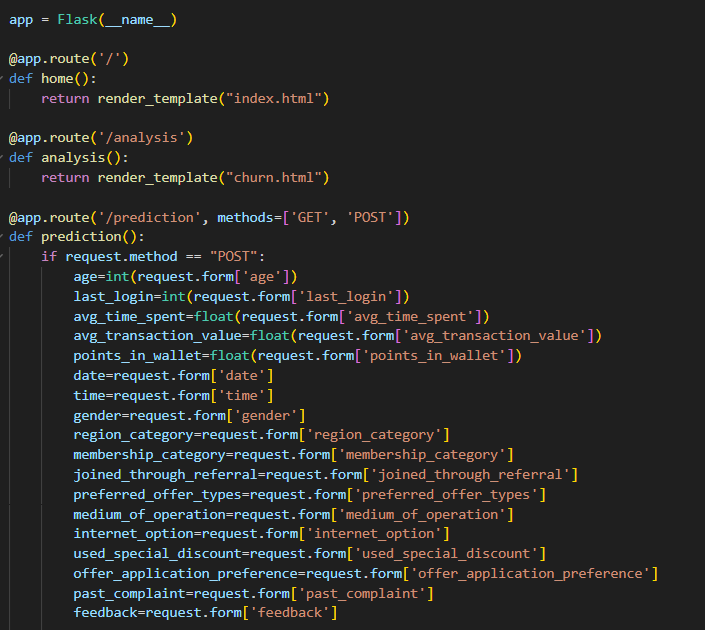 app = Flask(__name__)
@app.route('/')
def home():
    return render_template("index.html")
@app.route('/analysis')
def analysis():
    return render_template("churn.html")
@app.route('/prediction', methods=['GET', 'POST'])
def prediction():
    if request.method == "POST":
        age=int(request.form['age'])
        last_login=int(request.form['last_login'])
        avg_time_spent=float(request.form['avg_time_spent'])
        avg_transaction_value=float(request.form['avg_transaction_value'])
        points_in_wallet=float(request.form['points_in_wallet'])
        date=request.form['date']
        time=request.form['time']
        gender=request.form['gender']
        region_category=request.form['region_category']
        membership_category=request.form['membership_category']
        joined_through_referral=request.form['joined_through_referral']
        preferred_offer_types=request.form['preferred_offer_types']
        medium_of_operation=request.form['medium_of_operation']
        internet_option=request.form['internet_option']
        used_special_discount=request.form['used_special_discount']
        offer_application_preference=request.form['offer_application_preference']
        past_complaint=request.form['past_complaint']
        feedback=request.form['feedback']